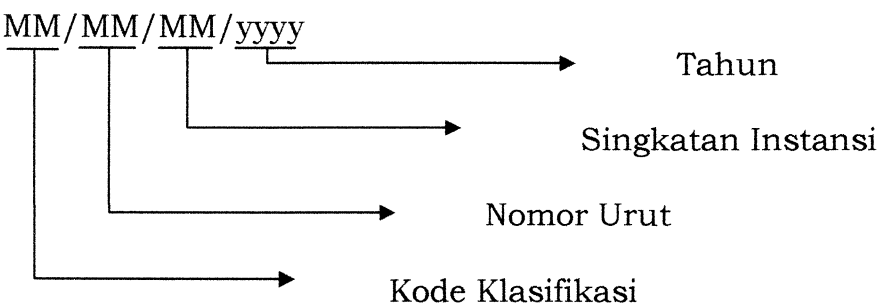 MM/MM/MM/yyyy
Tahun
Singkatan Instansi
Nomor Urut
Kode Klasifikasi